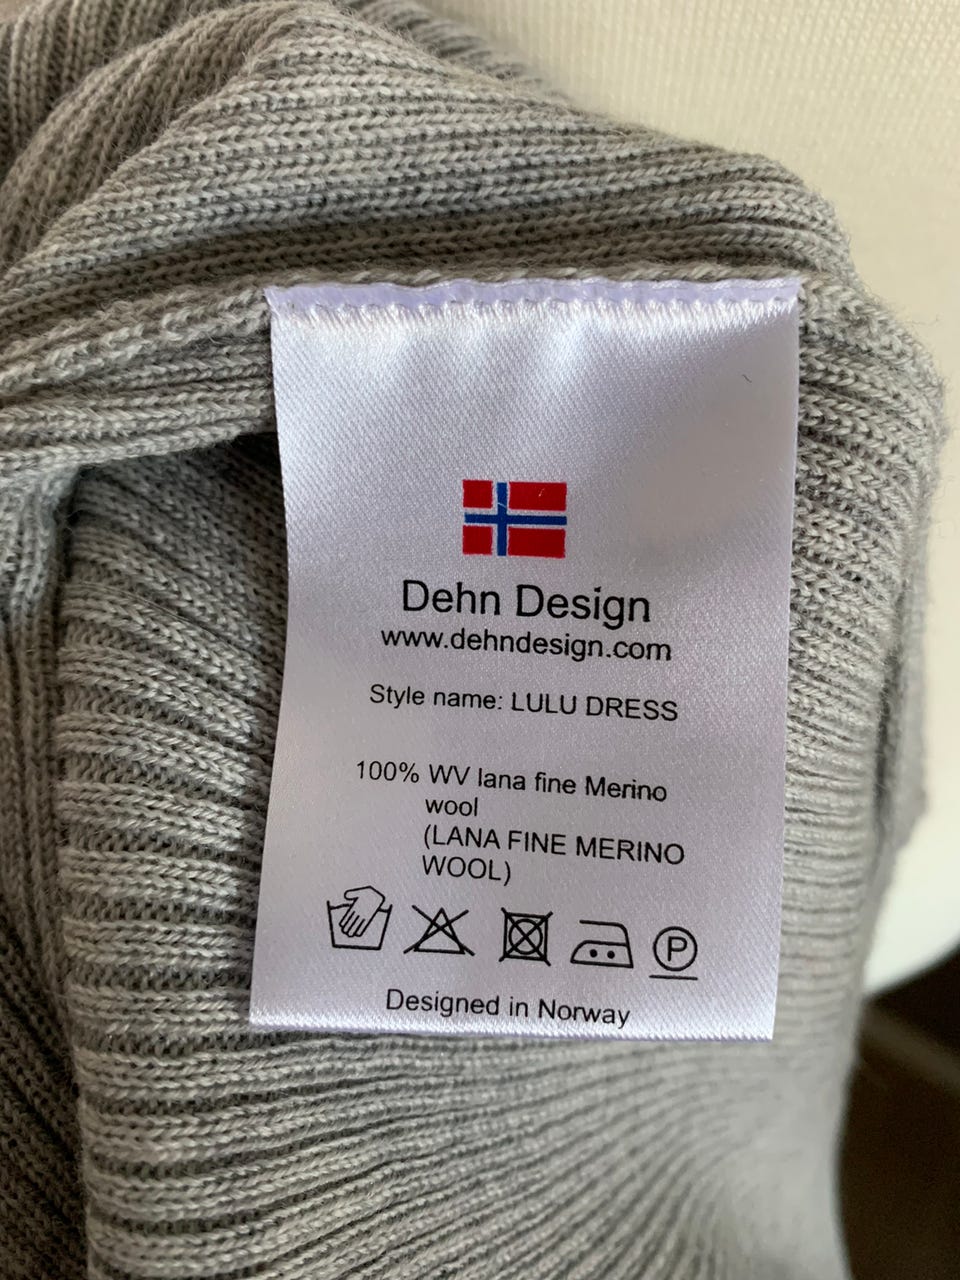 Dehn Design
www.dehndesign.com
Style name: LULU DRESS
100% WV lana fine Merino
wool
(LANA FINE MERINO
WOOL)
P
Designed in Norway